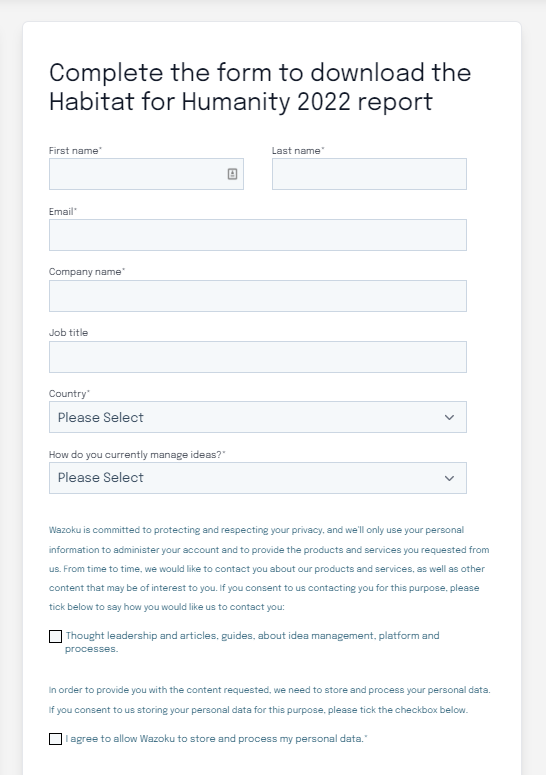 Complete the form to download the
Habitat for Humanity 2022 report
First name*
Last name*
Email*
Company name*
Job title
Country*
Please Select
How do you currently manage ideas?*
Please Select
Wazoku is committed to protecting and respecting your privacy, and we'll only use your personal
information to administer your account and to provide the products and services you requested from
us. From time to time, we would like to contact you about our products and services, as well as other
content that may be of interest to you. If you consent to us contacting you for this purpose, please
tick below to say how you would like us to contact you:
Thought leadership and articles, guides, about idea management, platform and
processes.
In order to provide you with the content requested, we need to store and process your personal data.
If you consent to us storing your personal data for this purpose, please tick the checkbox below.
I agree to allow Wazoku to store and process my personal data.*